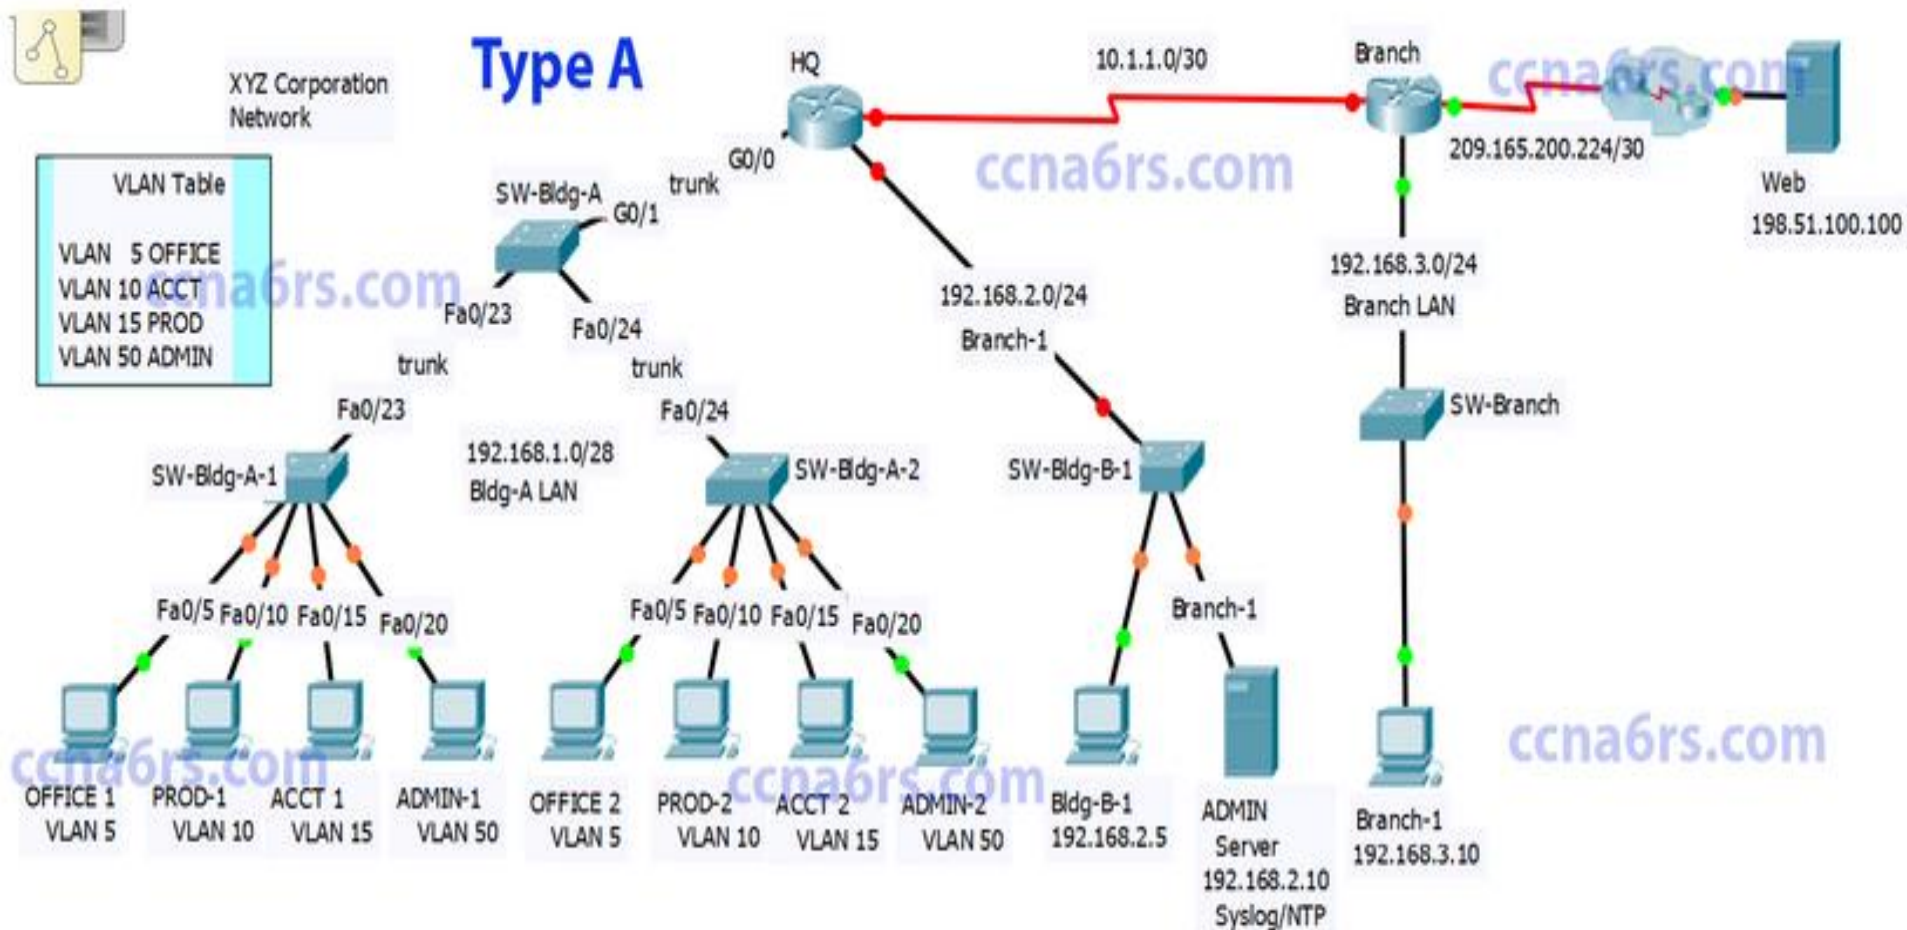 Type A
XYZ Corporation
Network
HQ
10.1.1.0/30
Branch
ccna6rs.com
209.165.200.224/30
Web
198.51.100.100
VLAN Table
VLAN 5 OFFICE
VLAN 10 ACCT
VLAN 15 PROD
VLAN 50 ADMIN
ccna6rs.com
SW-Bldg-A
G0/1
trunk
G0/0
ccna6rs.com
Fa0/23
Fa0/24
trunk
trunk
Fa0/23
Fa0/24
192.168.2.0/24
Branch-1
192.168.3.0/24
Branch LAN
SW-Branch
SW-Bldg-A-1
192.168.1.0/28
Bldg-A LAN
SW-Bldg-A-2
SW-Bldg-B-1
Fa0/5 Fa0/10 Fa0/15 Fa0/20
Fa0/5 Fa0/10 Fa0/15 Fa0/20
Branch-1
ccna6rs.com
ccna6rs.com
ccna6rs.com
OFFICE 1
VLAN 5
PROD-1
VLAN 10
ACCT 1
VLAN 15
ADMIN-1
VLAN 50
OFFICE 2
VLAN 5
PROD-2
VLAN 10
ACCT 2
VLAN 15
ADMIN-2
VLAN 50
Bldg-B-1
192.168.2.5
ADMIN
Server
192.168.2.10
Syslog/NTP
Branch-1
192.168.3.10